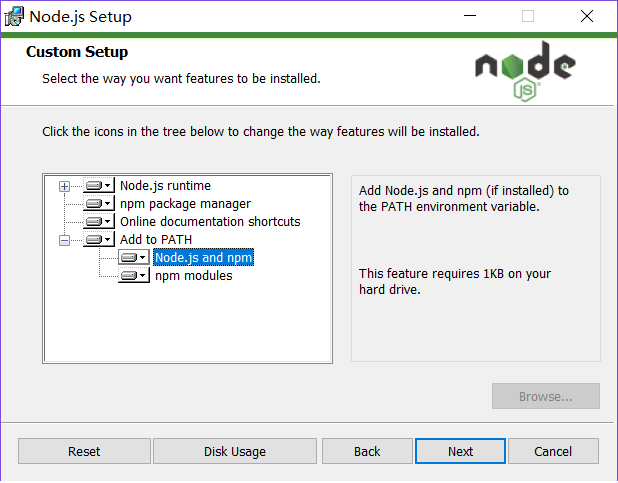 Node.js Setup
Custom Setup
Select the way you want features to be installed.
node
JS
Click the icons in the tree below to change the way features will be installed.
Node.js runtime
npm package manager
Online documentation shortcuts
Add to PATH
Node.js and npm
npm modules
Add Node.js and npm (if installed) to
the PATH environment variable.
This feature requires 1KB on your
hard drive.
Browse...
Reset
Disk Usage
Back
Next
Cancel